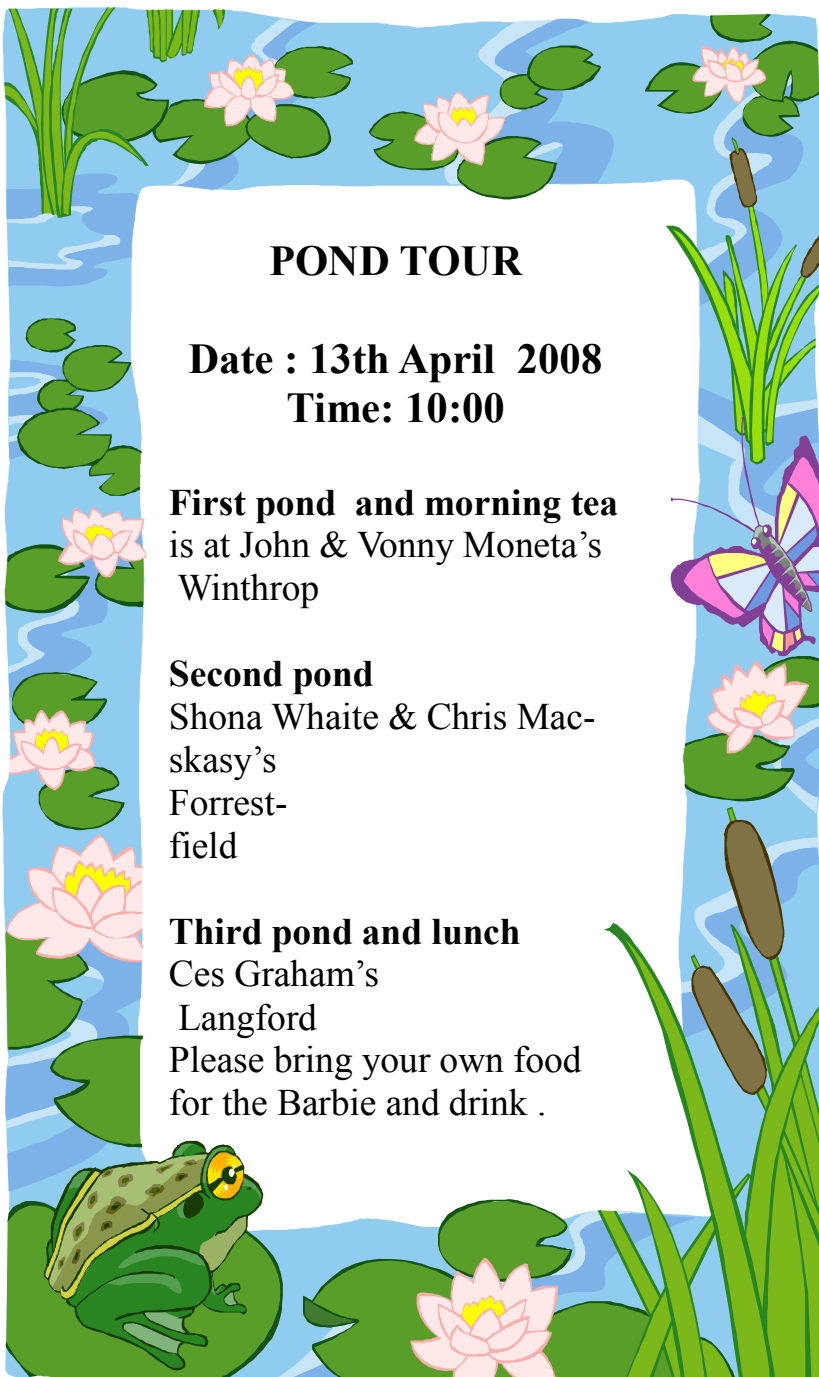 POND TOUR
Date : 13th April 2008
Time: 10:00
First pond and morning tea
is at John & Vonny Moneta’s
Winthrop
Second pond
Shona Whaite & Chris Mac-
skasy’s
Forrest-
field
Third pond and lunch
Ces Graham’s
Langford
Please bring your own food
for the Barbie and drink .